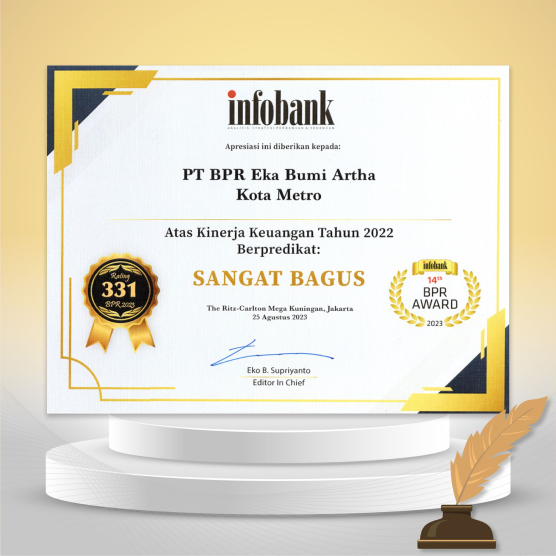 infobank
ANALISIS STRATEGI PERBANKAN & KEUANGAN
Apresiasi ini diberikan kepada:
PT BPR Eka Bumi Artha
Kota Metro
Atas Kinerja Keuangan Tahun 2022
Berpredikat:
SANGAT BAGUS
The Ritz-Carlton Mega Kuningan, Jakarta
25 Agustus 2023
Rating
331
BPR 2023
infobank
14TH
BPR
AWARD
2023
Eko B. Supriyanto
Editor In Chief